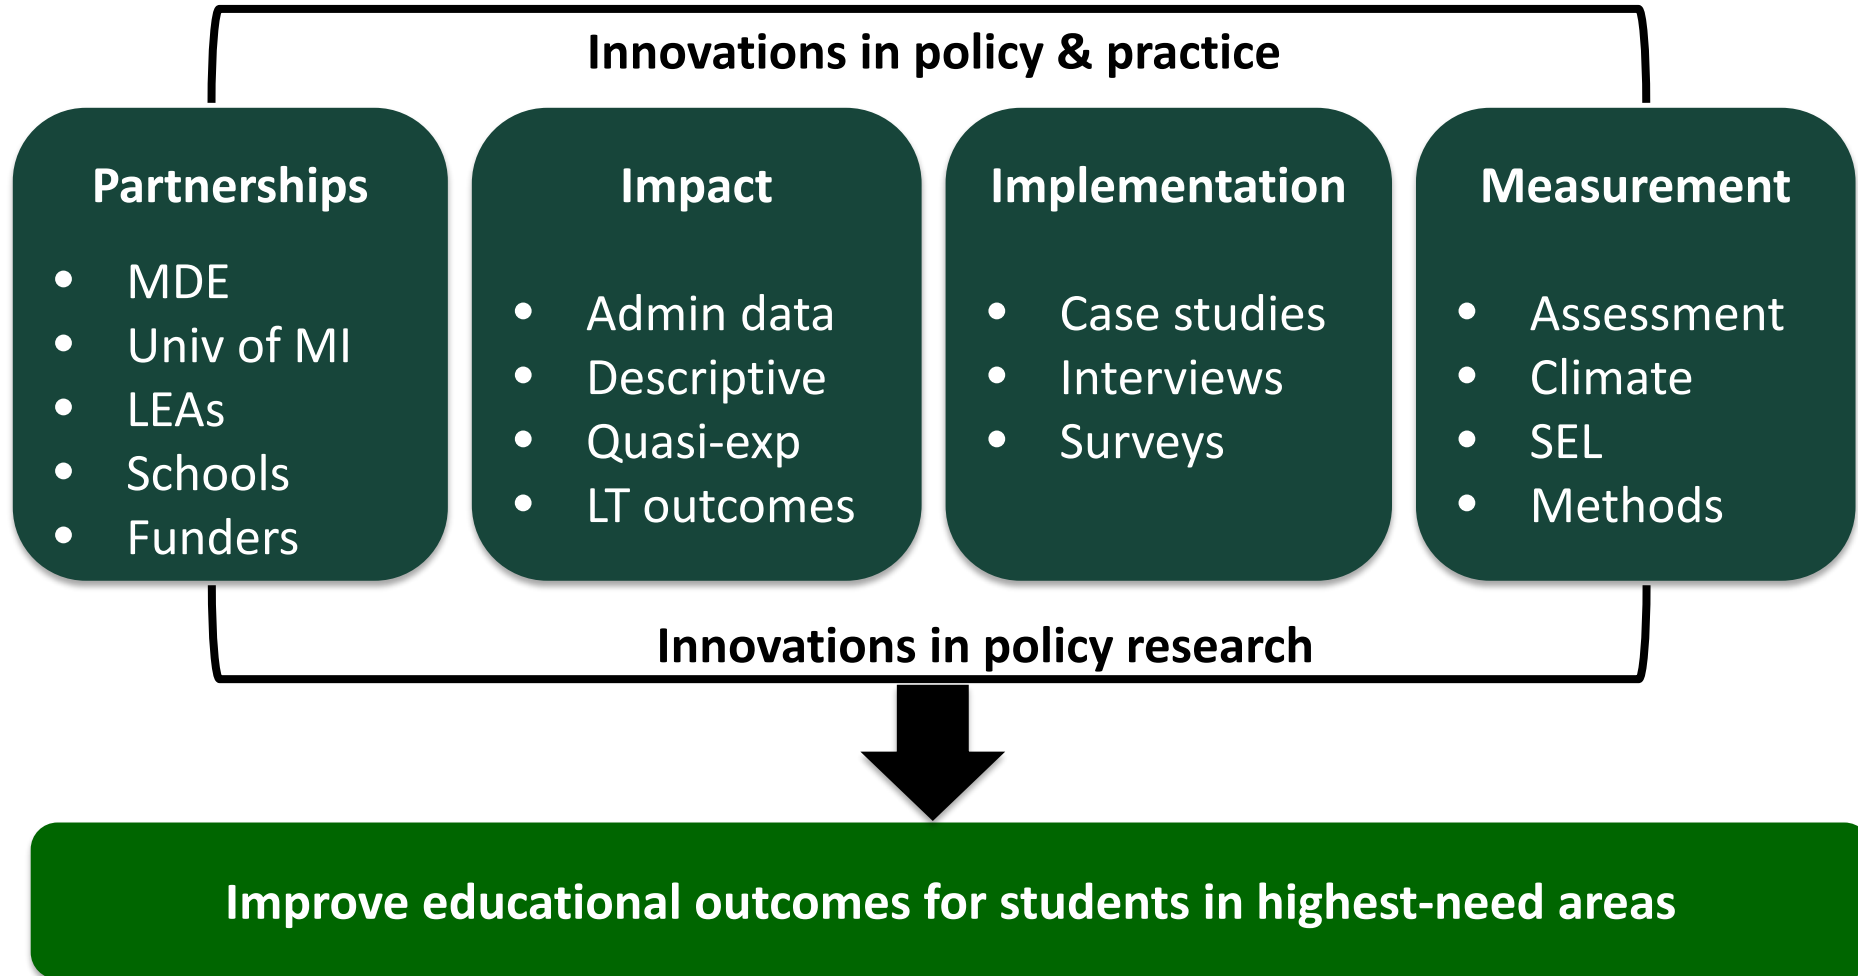 Innovations in policy & practice
Partnerships
• MDE
• Univ of MI
• LEAs
• Schools
• Funders
Impact
• Admin data
• Descriptive
• Quasi-exp
• LT outcomes
Implementation
• Case studies
• Interviews
• Surveys
Measurement
• Assessment
• Climate
• SEL
• Methods
Innovations in policy research
Improve educational outcomes for students in highest-need areas